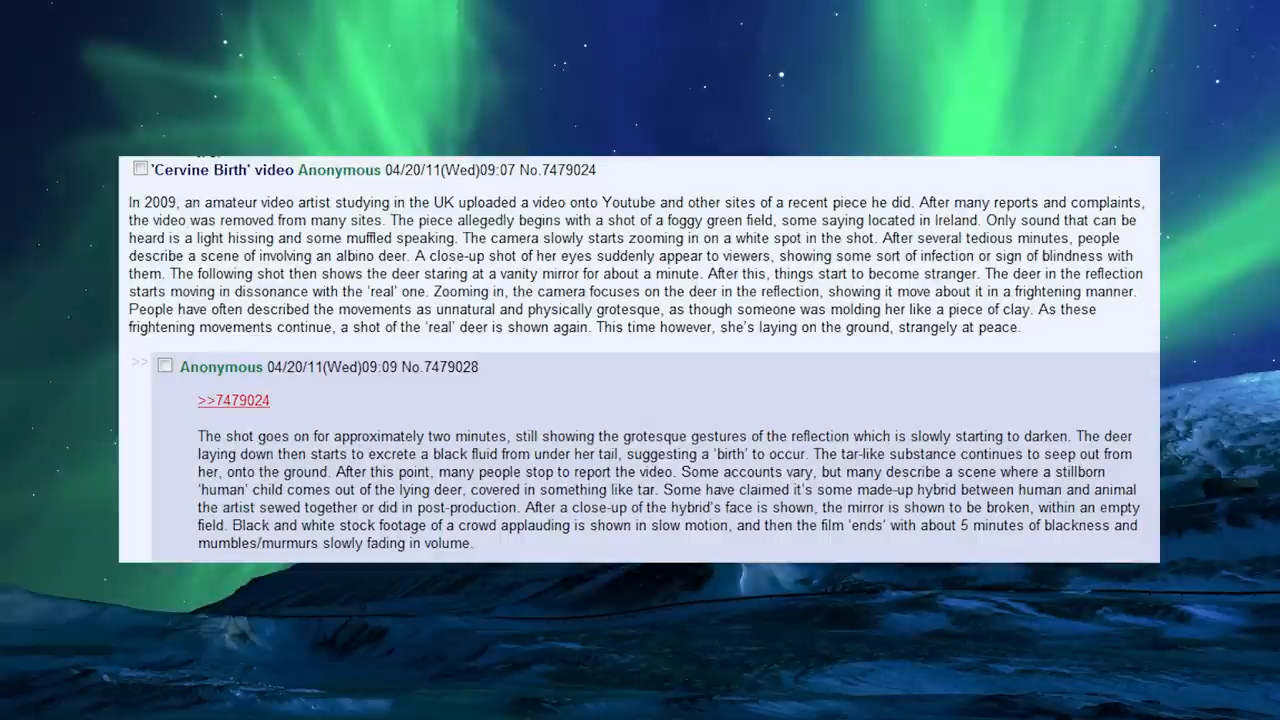 'Cervine Birth' video Anonymous 04/20/11(Wed)09:07 No.7479024
In 2009, an amateur video artist studying in the UK uploaded a video onto Youtube and other sites of a recent piece he did. After many reports and complaints,
the video was removed from many sites. The piece allegedly begins with a shot of a foggy green field, some saying located in Ireland. Only sound that can be
heard is a light hissing and some muffled speaking. The camera slowly starts zooming in on a white spot in the shot. After several tedious minutes, people
describe a scene of involving an albino deer. A close-up shot of her eyes suddenly appear to viewers, showing some sort of infection or sign of blindness with
them. The following shot then shows the deer staring at a vanity mirror for about a minute. After this, things start to become stranger. The deer in the reflection
starts moving in dissonance with the 'real' one. Zooming in, the camera focuses on the deer in the reflection, showing it move about it in a frightening manner.
People have often described the movements as unnatural and physically grotesque, as though someone was molding her like a piece of clay. As these
frightening movements continue, a shot of the 'real' deer is shown again. This time however, she's laying on the ground, strangely at peace.
>> Anonymous 04/20/11(Wed)09:09 No.7479028
>>7479024
The shot goes on for approximately two minutes, still showing the grotesque gestures of the reflection which is slowly starting to darken. The deer
laying down then starts to excrete a black fluid from under her tail, suggesting a 'birth' to occur. The tar-like substance continues to seep out from
her, onto the ground. After this point, many people stop to report the video. Some accounts vary, but many describe a scene where a stillborn
'human' child comes out of the lying deer, covered in something like tar. Some have claimed it's some made-up hybrid between human and animal
the artist sewed together or did in post-production. After a close-up of the hybrid's face is shown, the mirror is shown to be broken, within an empty
field. Black and white stock footage of a crowd applauding is shown in slow motion, and then the film 'ends' with about 5 minutes of blackness and
mumbles/murmurs slowly fading in volume.